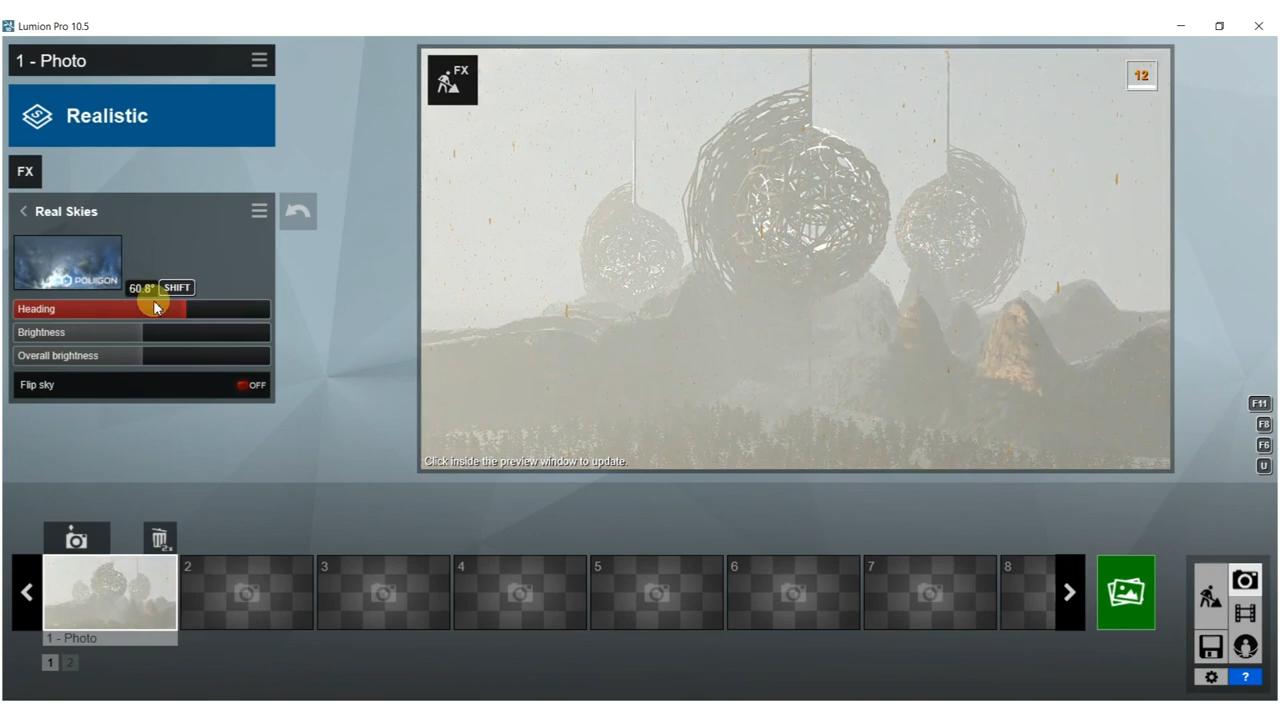 Lumion Pro 10.5
1 - Photo
Realistic
FX
FX
12
Real Skies
POLIIGON
60.8° SHIFT
Heading
Brightness
Overall brightness
Flip sky OFF
Click inside the preview window to update.
F11
F8
F6
U
2x
2
3
4
5
6
7
8
1 - Photo
1 2
?